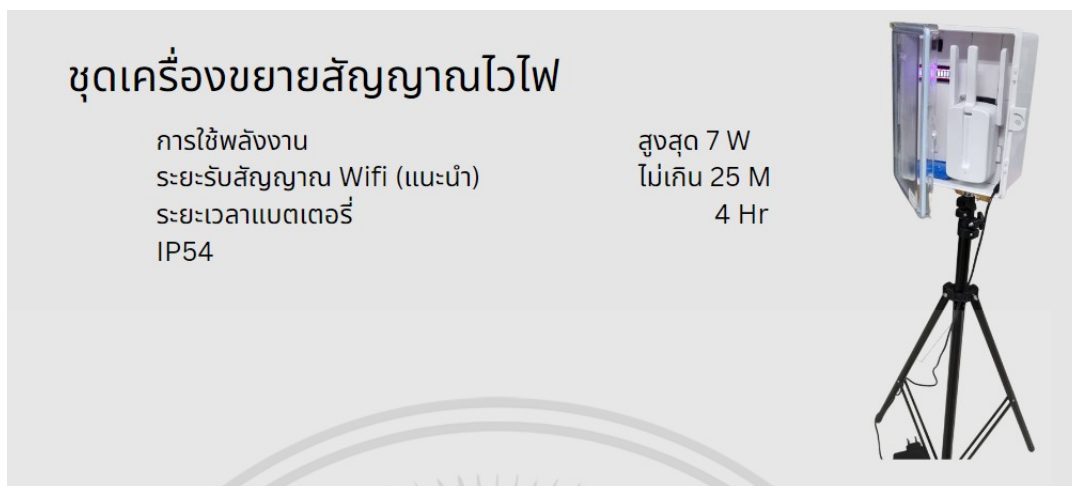 ชุดเครื่องขยายสัญญาณไวไฟ
การใช้พลังงาน สูงสุด 7 W
ระยะรับสัญญาณ Wifi (แนะนำ) ไม่เกิน 25 M
ระยะเวลาแบตเตอรี่ 4 Hr
IP54